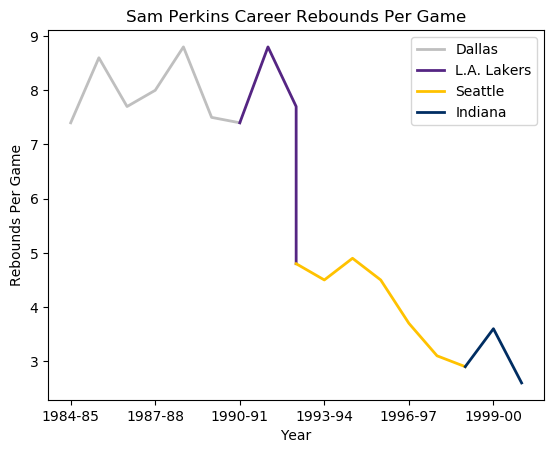 Sam Perkins Career Rebounds Per Game
Rebounds Per Game
9
8
7
6
5
4
3
Dallas
L.A. Lakers
Seattle
Indiana
1984-85 1987-88 1990-91 1993-94 1996-97 1999-00
Year